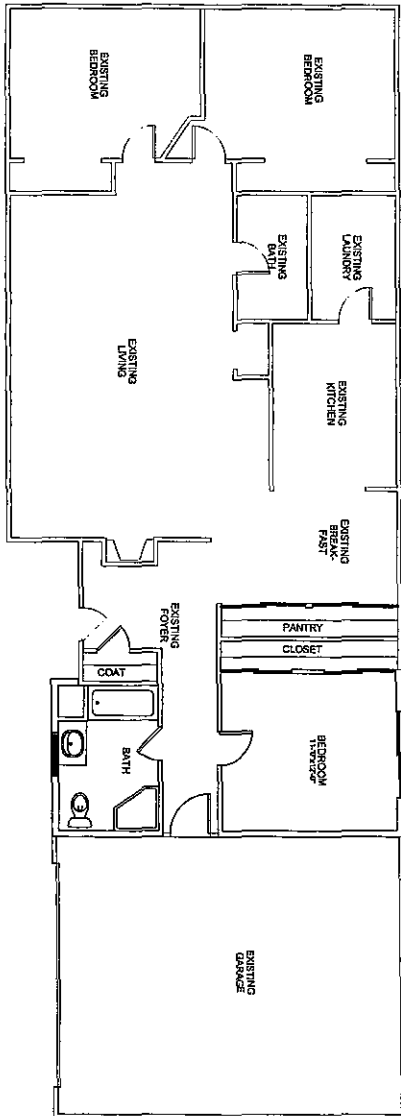 EXISTING
BEDROOM
EXISTING
BEDROOM
EXISTING
BATH
EXISTING
LAUNDRY
EXISTING
LIVING
EXISTING
KITCHEN
EXISTING
BREAK-
FAST
EXISTING
FOYER
PANTRY
CLOSET
COAT
BATH
BEDROOM
EXISTING
GARAGE